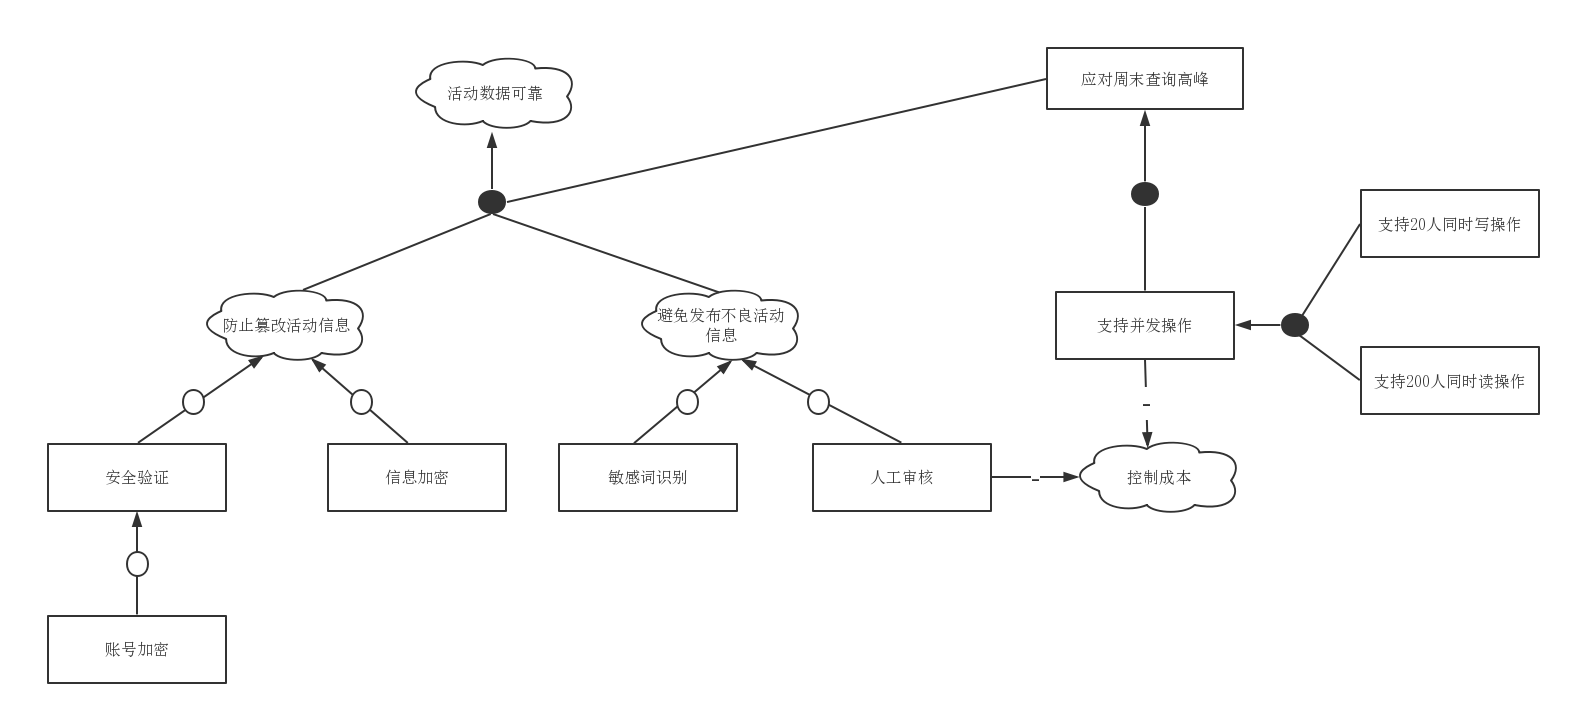 应对周末查询高峰
活动数据可靠
支持20人同时写操作
防止篡改活动信息
避免发布不良活动
信息
支持并发操作
支持200人同时读操作
-
安全验证
信息加密
敏感词识别
人工审核
-
控制成本
账号加密